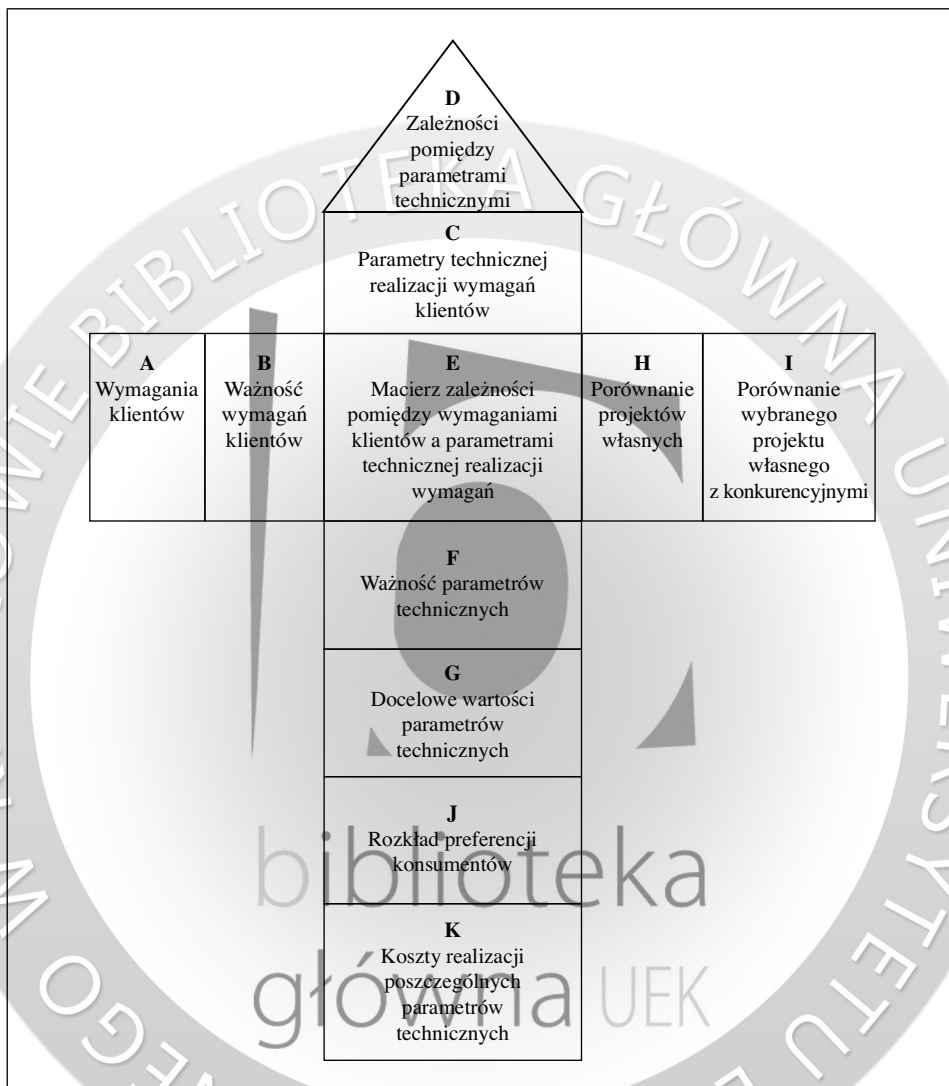 D
Zależności
pomiędzy
parametrami
technicznymi
C
Parametry technicznej
realizacji wymagań
klientów
A
Wymagania
klientów
B
Ważność
wymagań
klientów
E
Macierz zależności
pomiędzy wymaganiami
klientów a parametrami
technicznej realizacji
wymagań
H
Porównanie
projektów
własnych
I
Porównanie
wybranego
projektu
własnego
z konkurencyjnymi
F
Ważność parametrów
technicznych
G
Docelowe wartości
parametrów
technicznych
J
Rozkład preferencji
konsumentów
K
Koszty realizacji
poszczególnych
parametrów
technicznych
BIBLIOTEKA GŁÓWNA
biblioteka
główna UEK